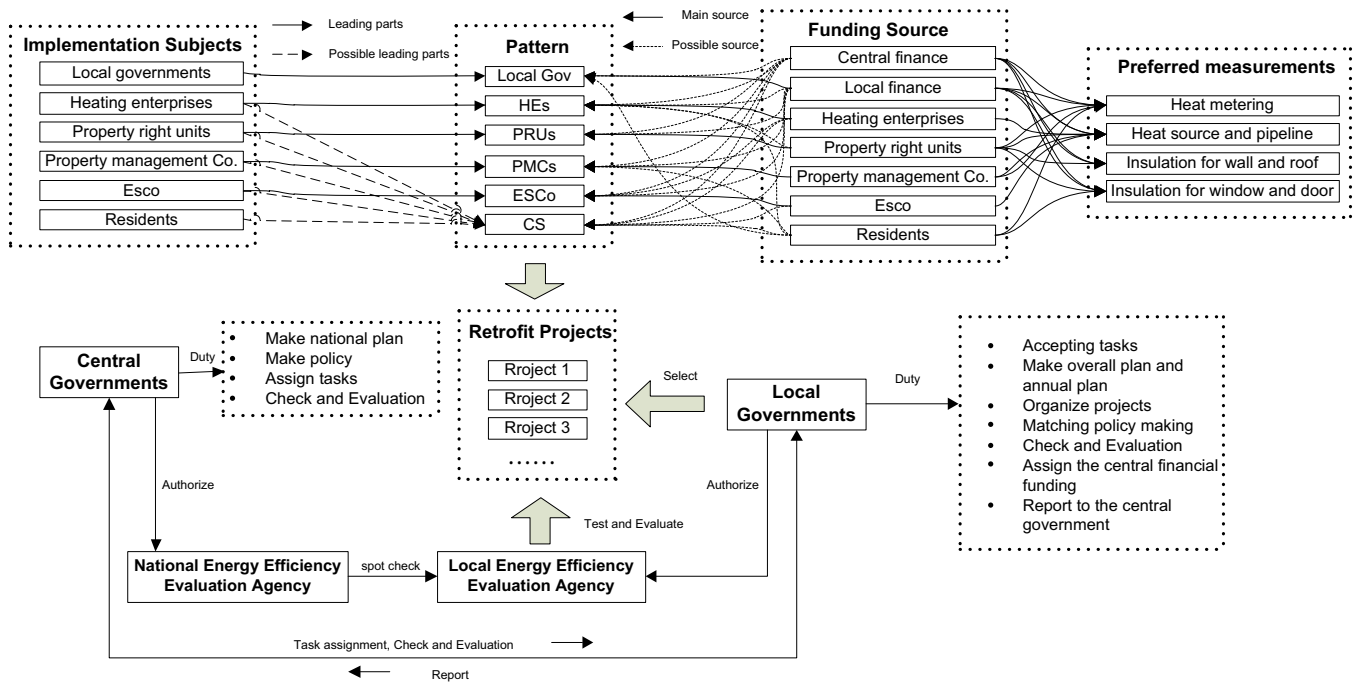 Leading parts
Possible leading parts
Main source
Possible source
Implementation Subjects
Local governments
Heating enterprises
Property right units
Property management Co.
Esco
Residents
Pattern
Local Gov
HEs
PRUs
PMCs
ESCo
CS
Funding Source
Central finance
Local finance
Heating enterprises
Property right units
Property management Co.
Esco
Residents
Preferred measurements
Heat metering
Heat source and pipeline
Insulation for wall and roof
Insulation for window and door
Central
Governments
Duty
• Make national plan
• Make policy
• Assign tasks
• Check and Evaluation
Retrofit Projects
Rroject 1
Rroject 2
Rroject 3
......
Select
Local
Governments
Duty
• Accepting tasks
• Make overall plan and
annual plan
• Organize projects
• Matching policy making
• Check and Evaluation
• Assign the central financial
funding
• Report to the central
government
Authorize
Authorize
Test and Evaluate
National Energy Efficiency
Evaluation Agency
spot check
Local Energy Efficiency
Evaluation Agency
Task assignment, Check and Evaluation
Report